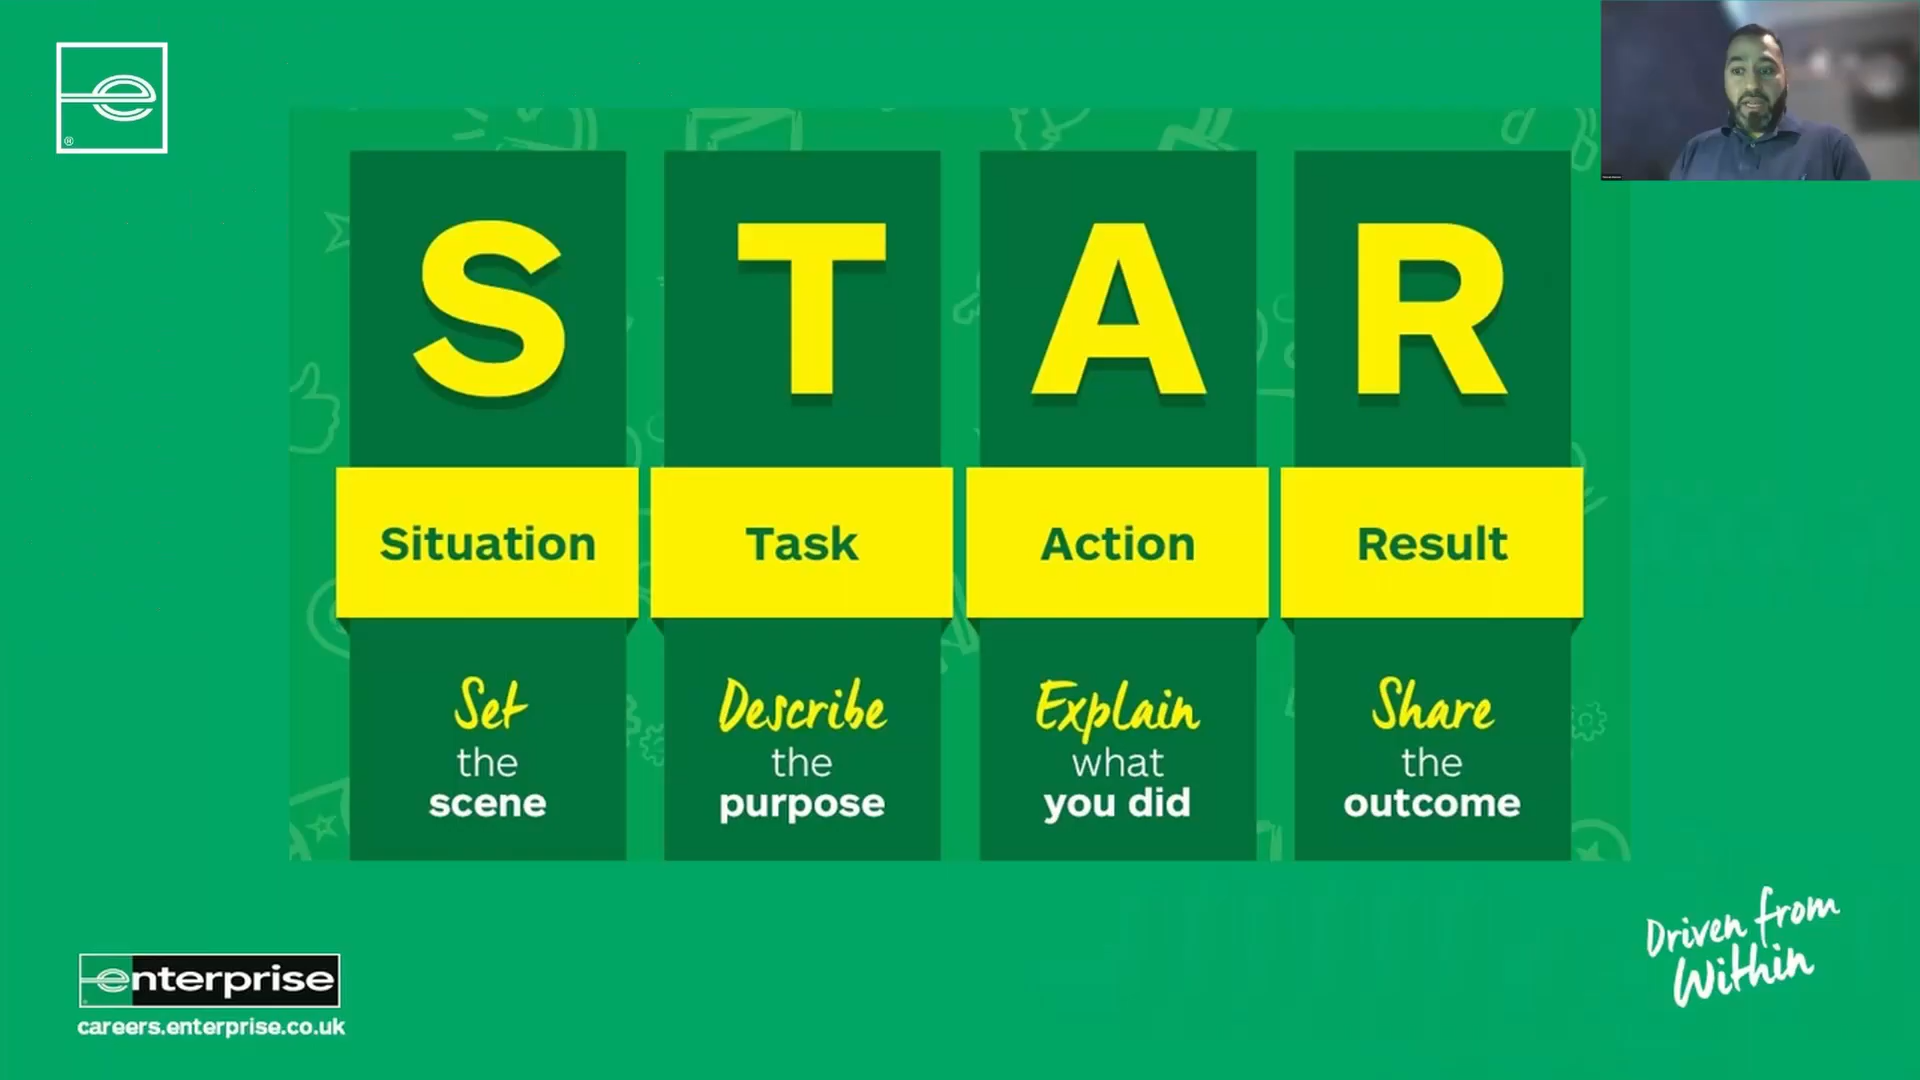 S T A R
Situation
Task
Action
Result
Set
the
scene
Describe
the
purpose
Explain
what
you did
Share
the
outcome
Driven from
Within
enterprise
careers.enterprise.co.uk